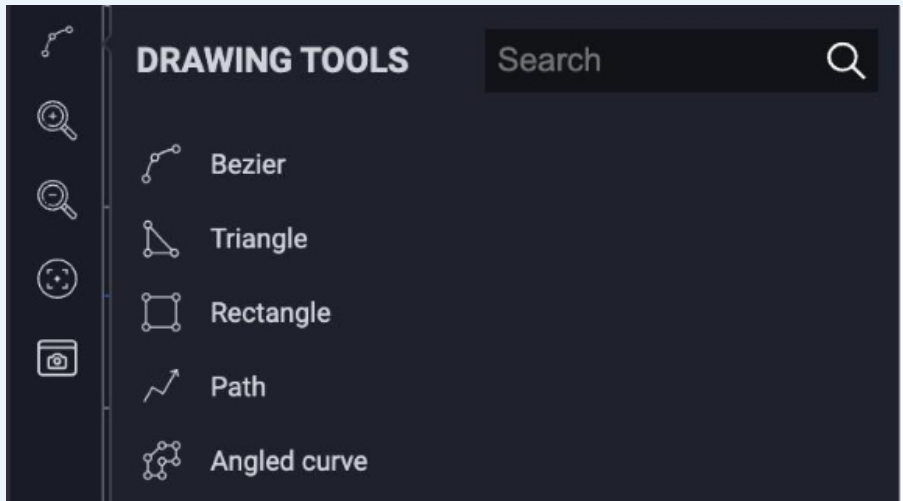 DRAWING TOOLS
Search
Bezier
Triangle
Rectangle
Path
Angled curve